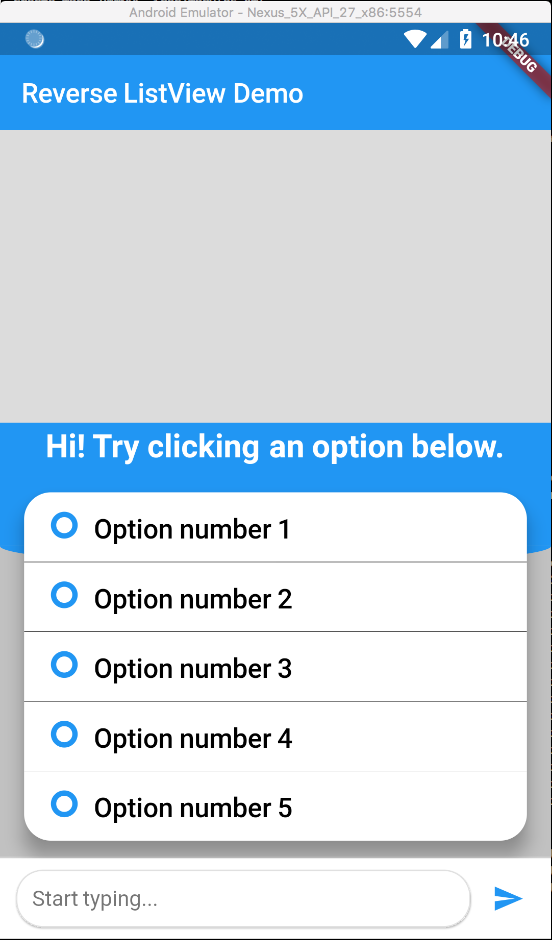 Android Emulator - Nexus_5X_API_27_x86:5554
10:46
DEBUG
Reverse ListView Demo
Hi! Try clicking an option below.
Option number 1
Option number 2
Option number 3
Option number 4
Option number 5
Start typing...